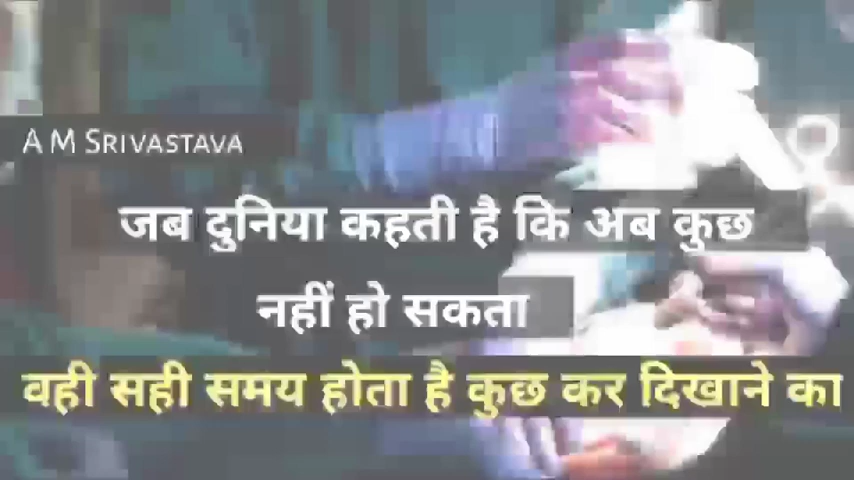 A M SRIVASTAVA
जब दुनिया कहती है कि अब कुछ
नहीं हो सकता
वही सही समय होता है कुछ कर दिखाने का